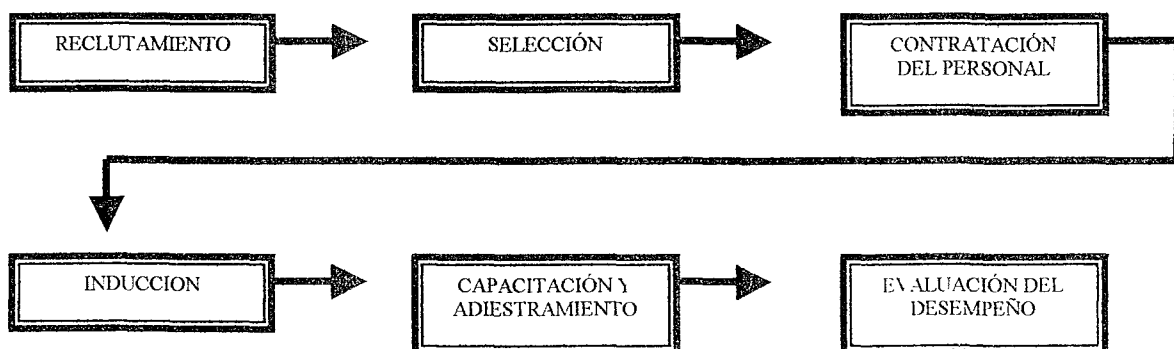 RECLUTAMIENTO
SELECCIÓN
CONTRATACIÓN
DEL PERSONAL
INDUCCION
CAPACITACIÓN Y
ADIESTRAMIENTO
EVALUACIÓN DEL
DESEMPEÑO